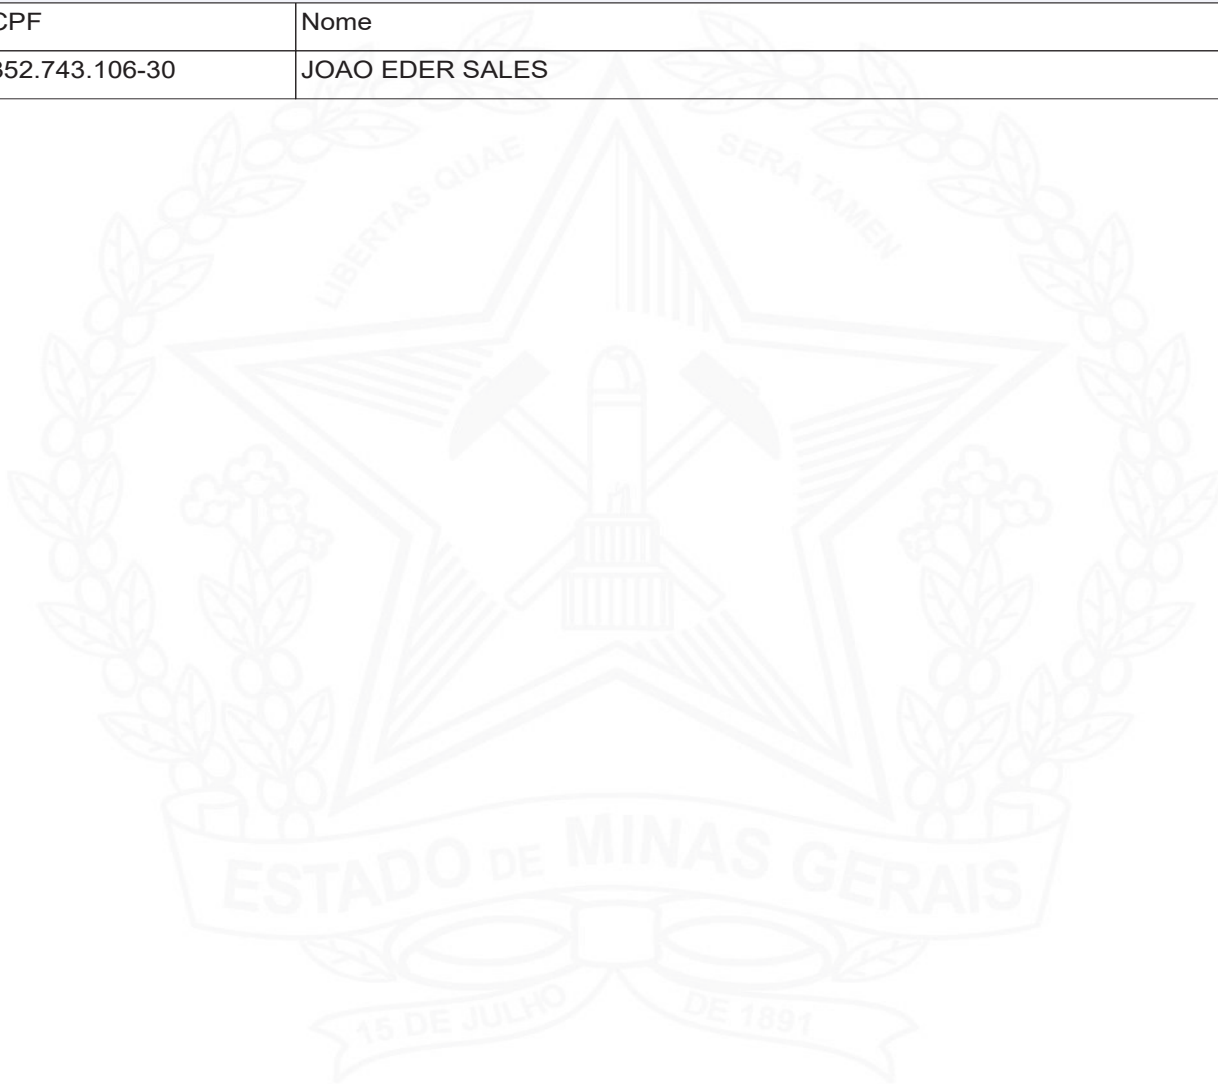 CPF Nome
352.743.106-30 JOAO EDER SALES
LIBERTAS QUAE SERA TAMEN
ESTADO DE MINAS GERAIS
15 DE JULHO DE 1891